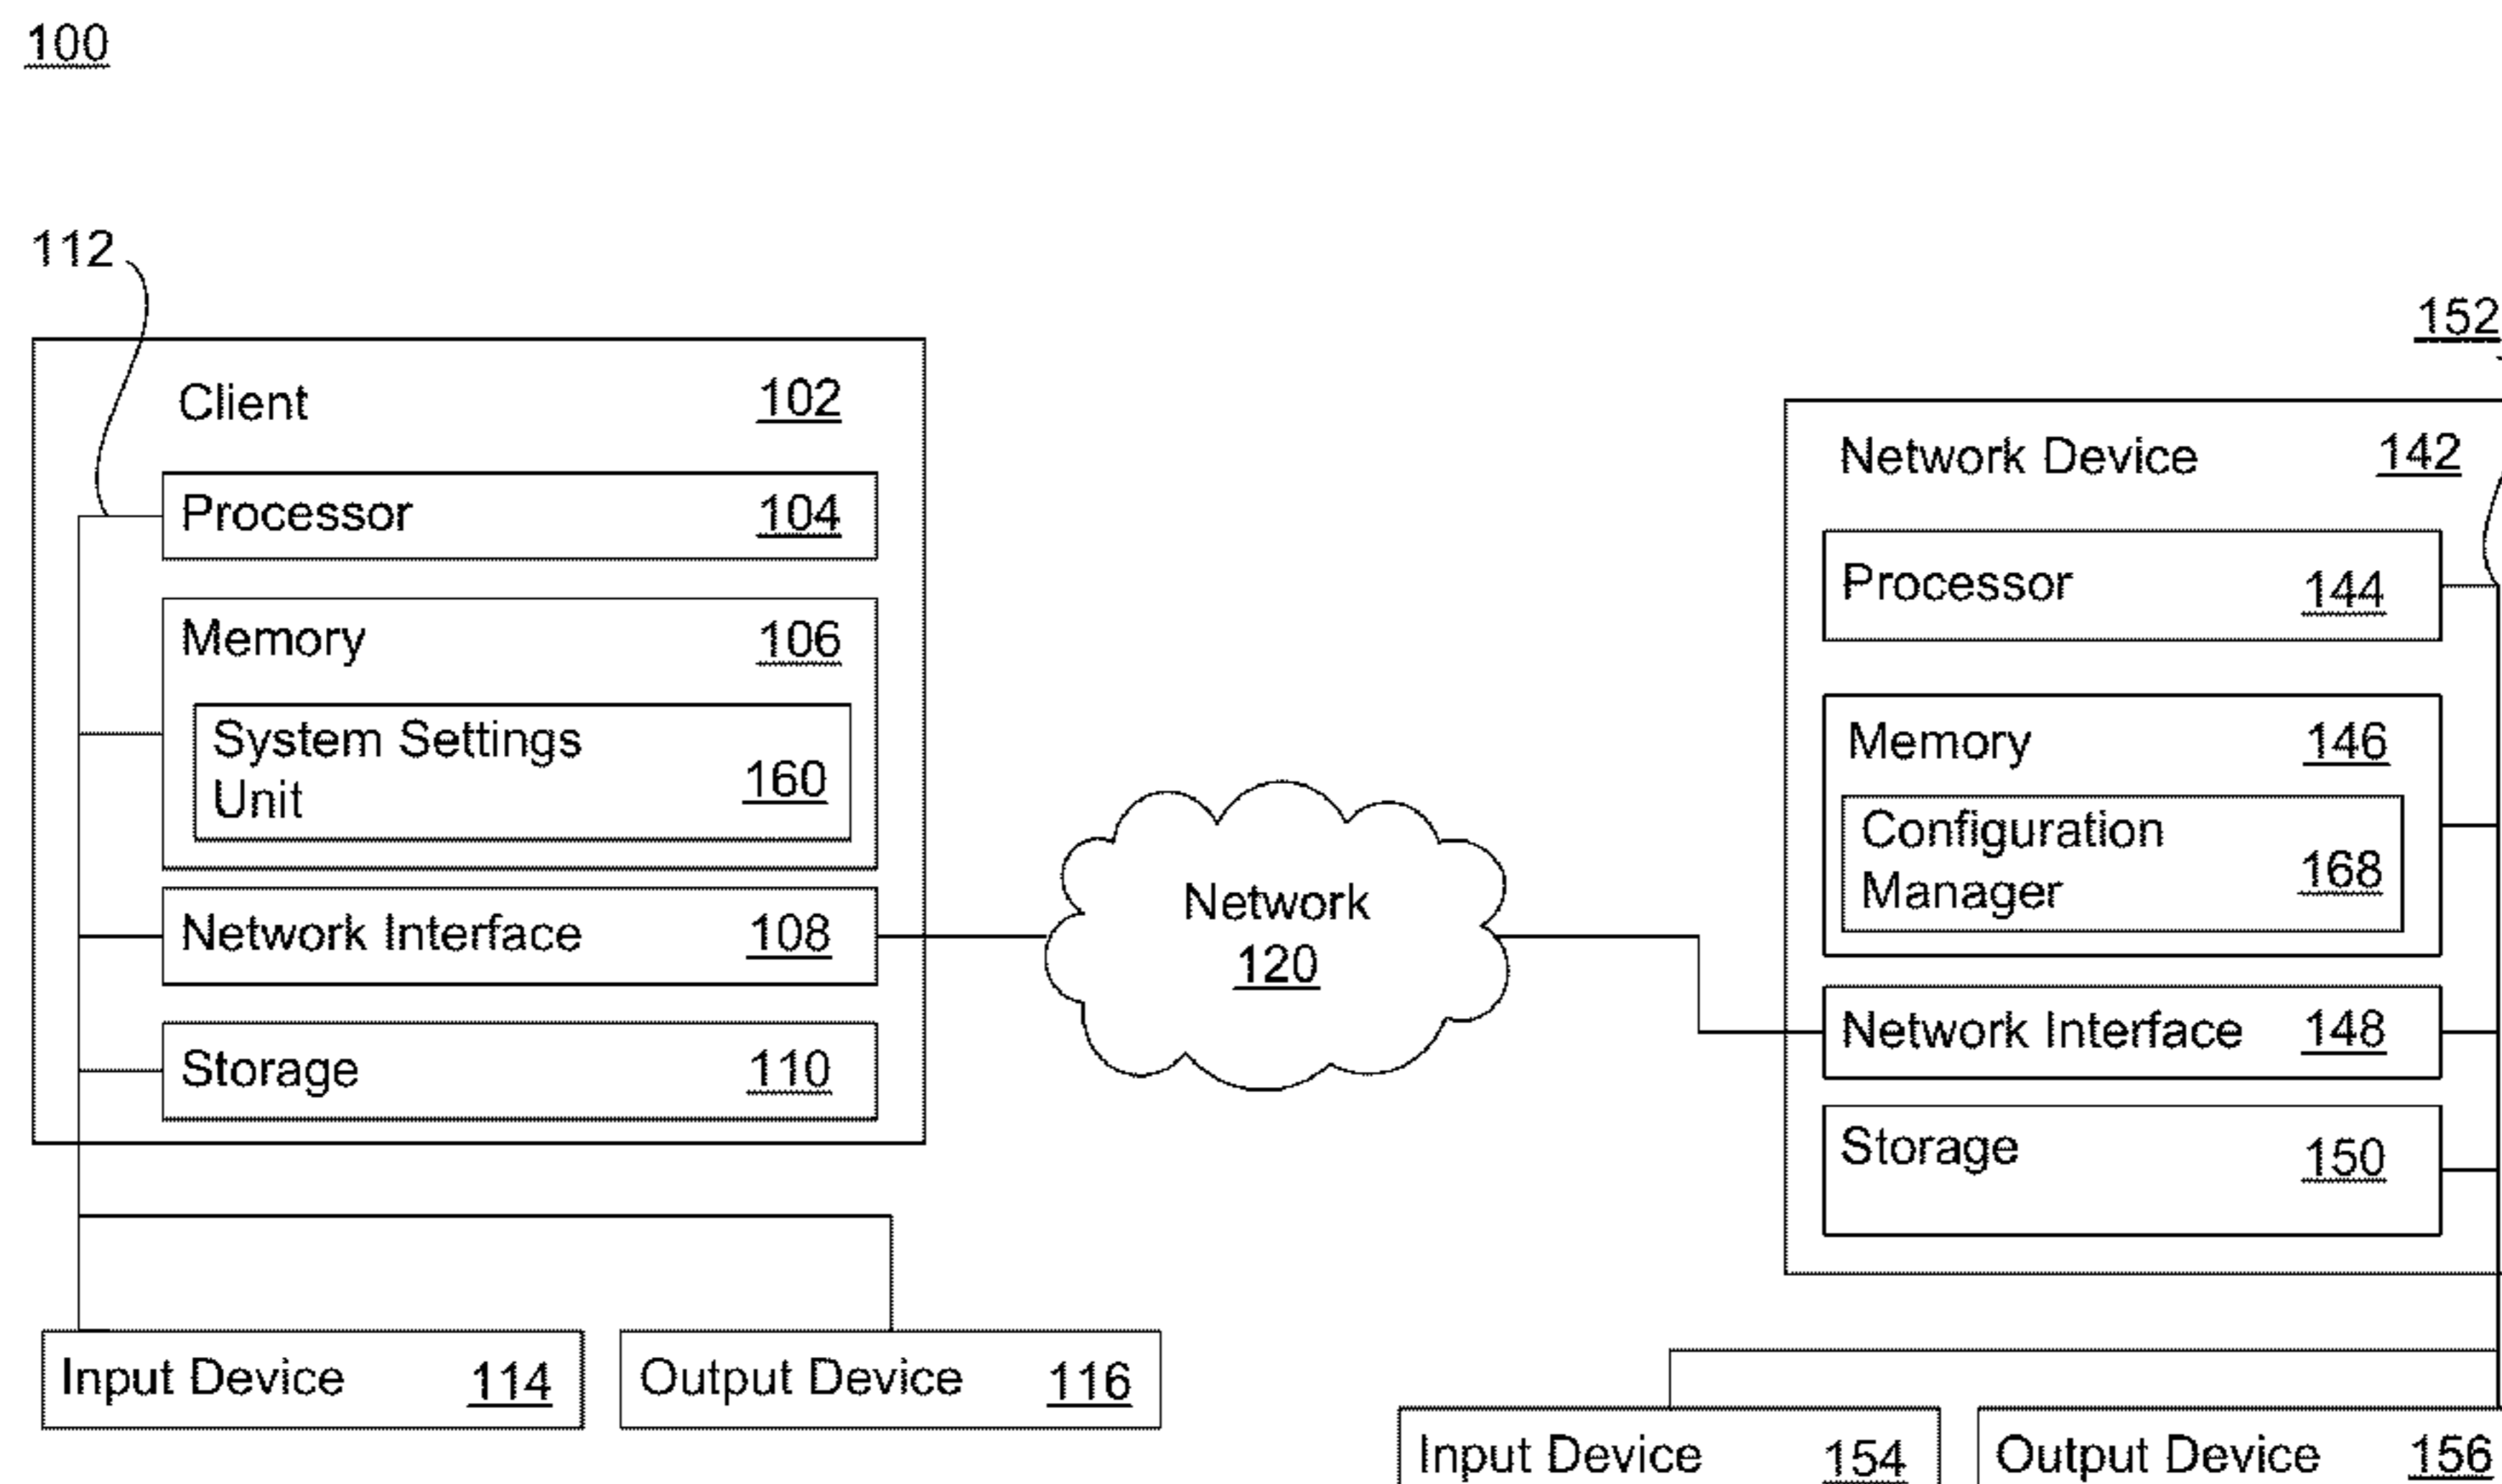 100
112
Client 102
Processor 104
Memory 106
System Settings
Unit 160
Network Interface 108
Storage 110
Input Device 114
Output Device 116
Network
120
152
Network Device 142
Processor 144
Memory 146
Configuration
Manager 168
Network Interface 148
Storage 150
Input Device 154
Output Device 156